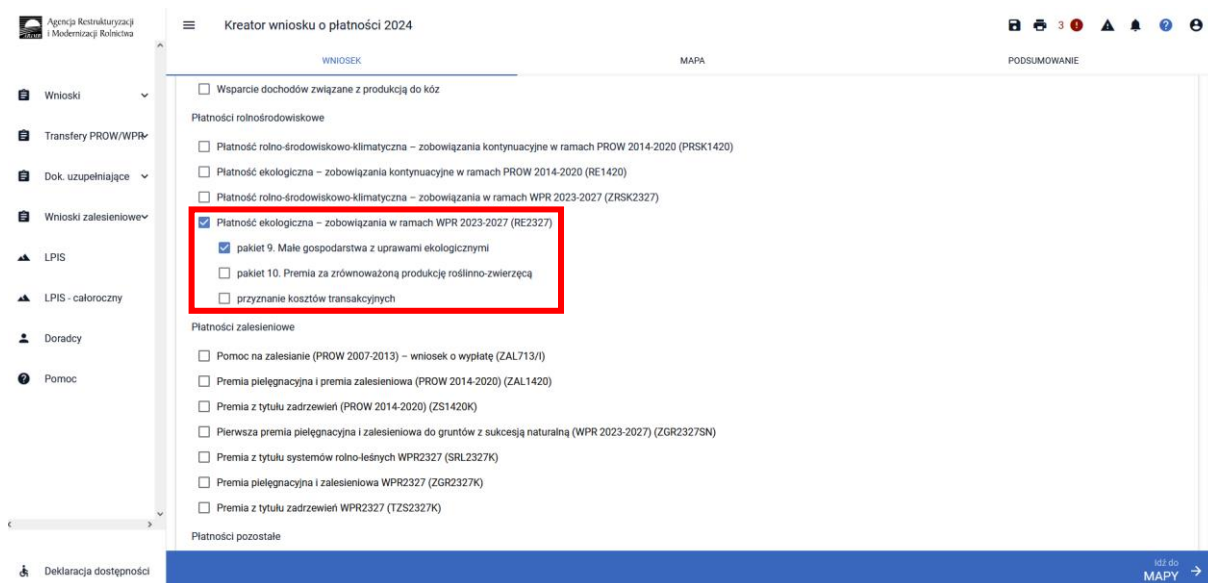 Agencja Restrukturyzacji
i Modernizacji Rolnictwa
Kreator wniosku o płatności 2024
3
WNIOSEK
MAPA
PODSUMOWANIE
Wnioski
Transfery PROW/WPR
Dok. uzupełniające
Wnioski zalesieniowe
LPIS
LPIS - całoroczny
Doradcy
Pomoc
Deklaracja dostępności
Wsparcie dochodów związane z produkcją do kóz
Płatności rolnośrodowiskowe
Płatność rolno-środowiskowo-klimatyczna – zobowiązania kontynuacyjne w ramach PROW 2014-2020 (PRSK1420)
Płatność ekologiczna – zobowiązania kontynuacyjne w ramach PROW 2014-2020 (RE1420)
Płatność rolno-środowiskowo-klimatyczna – zobowiązania w ramach WPR 2023-2027 (ZRSK2327)
Płatność ekologiczna – zobowiązania w ramach WPR 2023-2027 (RE2327)
pakiet 9. Małe gospodarstwa z uprawami ekologicznymi
pakiet 10. Premia za zrównoważoną produkcję roślinno-zwierzęcą
przyznanie kosztów transakcyjnych
Płatności zalesieniowe
Pomoc na zalesianie (PROW 2007-2013) – wniosek o wypłatę (ZAL713/I)
Premia pielęgnacyjna i premia zalesieniowa (PROW 2014-2020) (ZAL1420)
Premia z tytułu zadrzewień (PROW 2014-2020) (ZS1420K)
Pierwsza premia pielęgnacyjna i zalesieniowa do gruntów z sukcesją naturalną (WPR 2023-2027) (ZGR2327SN)
Premia z tytułu systemów rolno-leśnych WPR2327 (SRL2327K)
Premia pielęgnacyjna i zalesieniowa WPR2327 (ZGR2327K)
Premia z tytułu zadrzewień WPR2327 (TZS2327K)
Płatności pozostałe
Idź do
MAPY